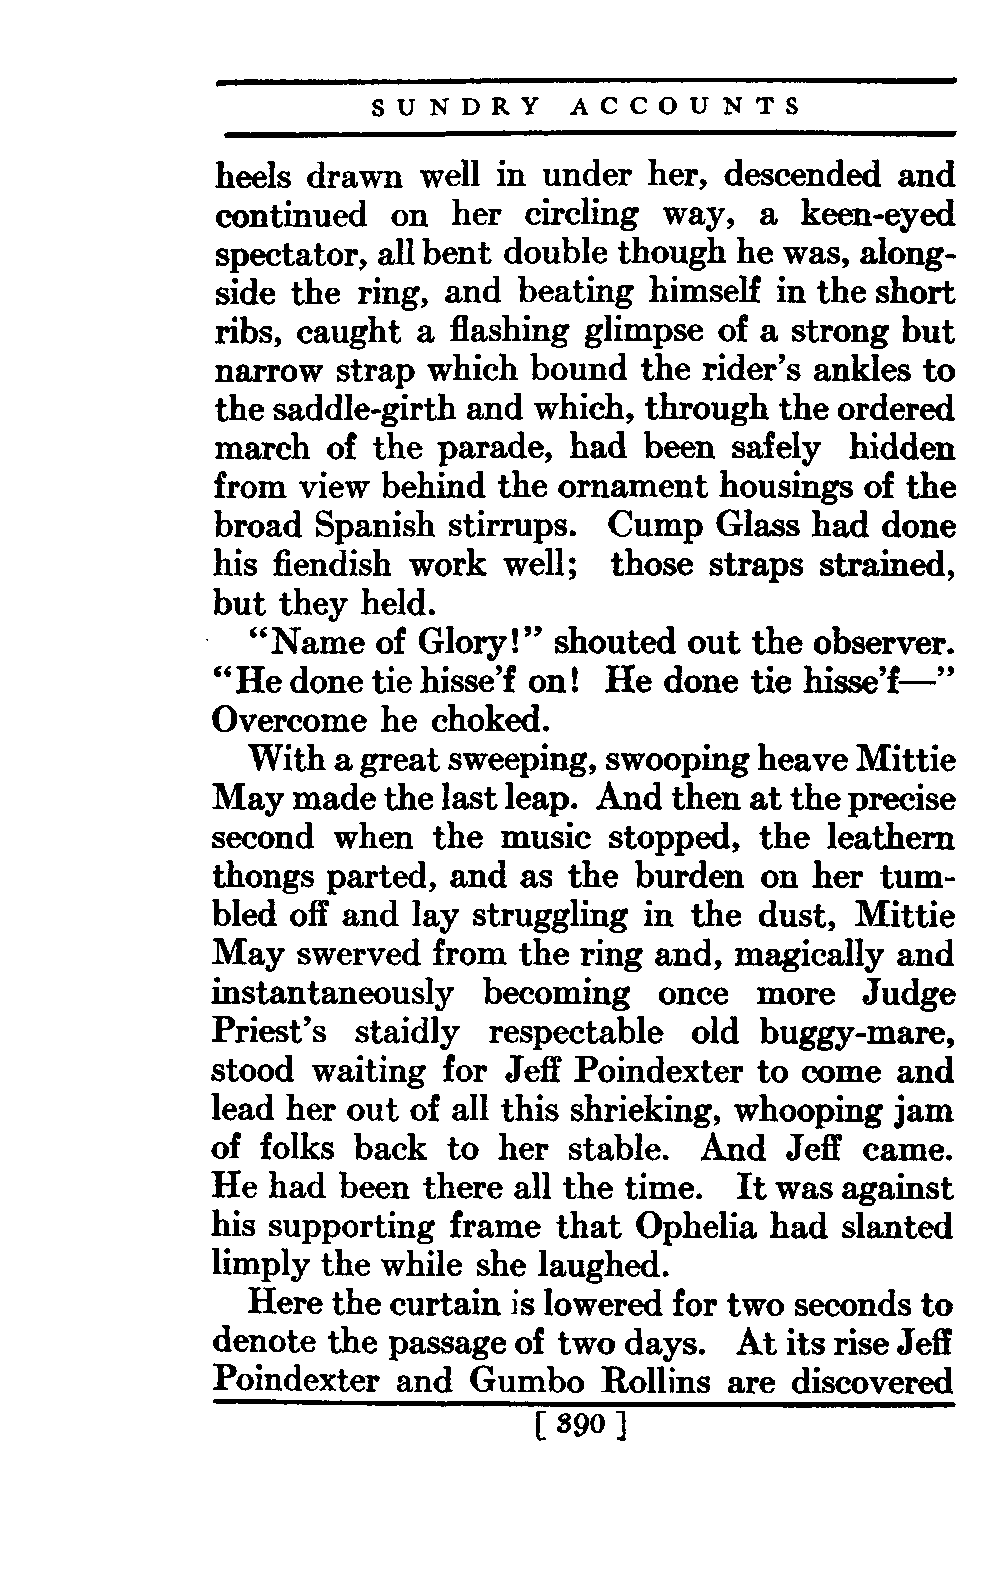 SUNDRY ACCOUNTS
heels drawn well in under her, descended and
continued on her circling way, a keen-eyed
spectator, all bent double though he was, along-
side the ring, and beating himself in the short
ribs, caught a flashing glimpse of a strong but
narrow strap which bound the rider's ankles to
the saddle-girth and which, through the ordered
march of the parade, had been safely hidden
from view behind the ornament housings of the
broad Spanish stirrups. Cump Glass had done
his fiendish work well; those straps strained,
but they held.
"Name of Glory!" shouted out the observer.
"He done tie hisse'f on! He done tie hisse'f—"
Overcome he choked.
With a great sweeping, swooping heave Mittie
May made the last leap. And then at the precise
second when the music stopped, the leathern
thongs parted, and as the burden on her tum-
bled off and lay struggling in the dust, Mittie
May swerved from the ring and, magically and
instantaneously becoming once more Judge
Priest's staidly respectable old buggy-mare,
stood waiting for Jeff Poindexter to come and
lead her out of all this shrieking, whooping jam
of folks back to her stable. And Jeff came.
He had been there all the time. It was against
his supporting frame that Ophelia had slanted
limply the while she laughed.
Here the curtain is lowered for two seconds to
denote the passage of two days. At its rise Jeff
Poindexter and Gumbo Rollins are discovered
[ 390 ]